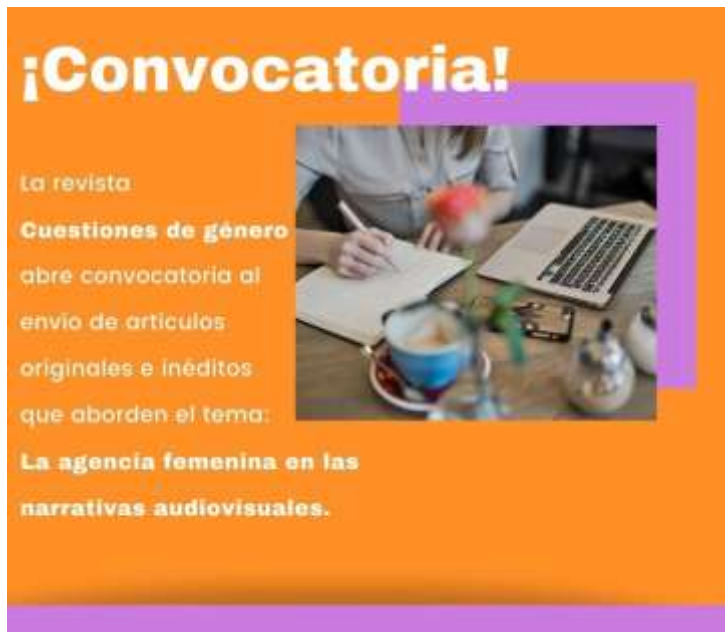 ¡Convocatoria!
La revista
Cuestiones de género
abre convocatoria al
envío de artículos
originales e inéditos
que aborden el tema:
La agencia femenina en las
narrativas audiovisuales.